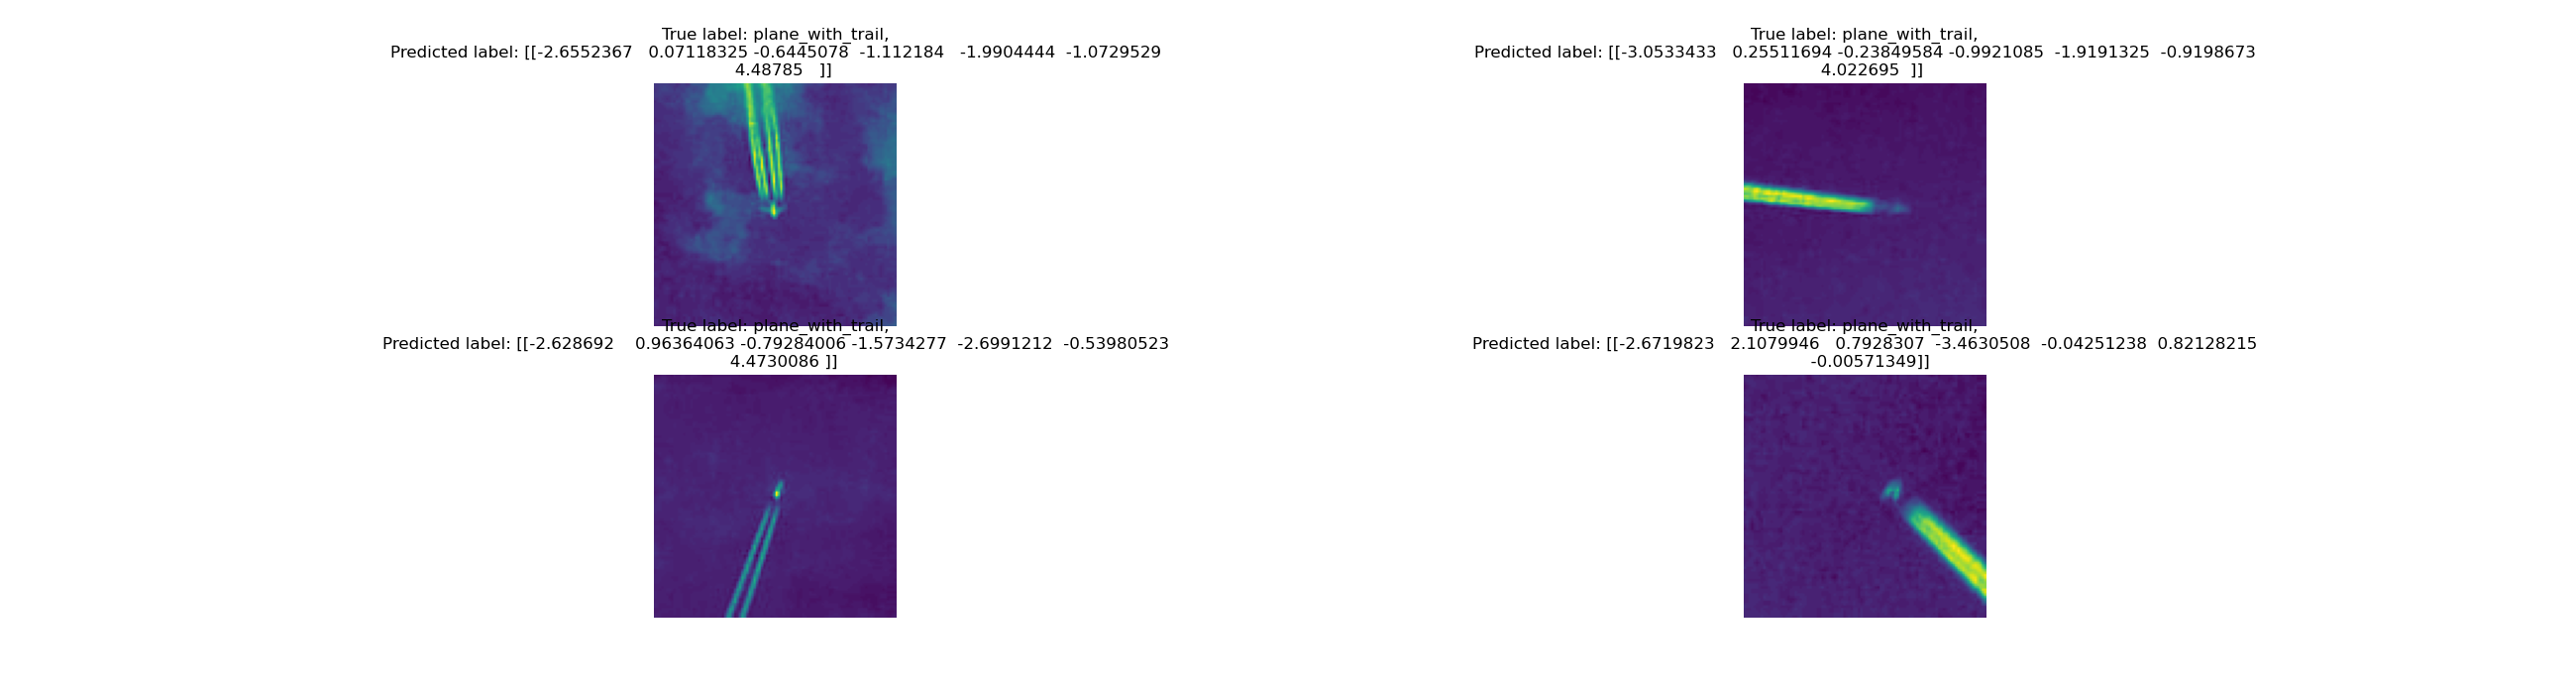 True label: plane_with_trail,
Predicted label: [[-2.6552367 0.07118325 -0.6445078 -1.112184 -1.9904444 -1.0729529
4.48785 ]]
True label: plane_with_trail,
Predicted label: [[-3.0533433 0.25511694 -0.23849584 -0.9921085 -1.9191325 -0.9198673
4.022695 ]]
True label: plane_with_trail,
Predicted label: [[-2.628692 0.96364063 -0.79284006 -1.5734277 -2.6991212 -0.53980523
4.4730086 ]]
True label: plane_with_trail,
Predicted label: [[-2.6719823 2.1079946 0.7928307 -3.4630508 -0.04251238 0.82128215
-0.00571349]]